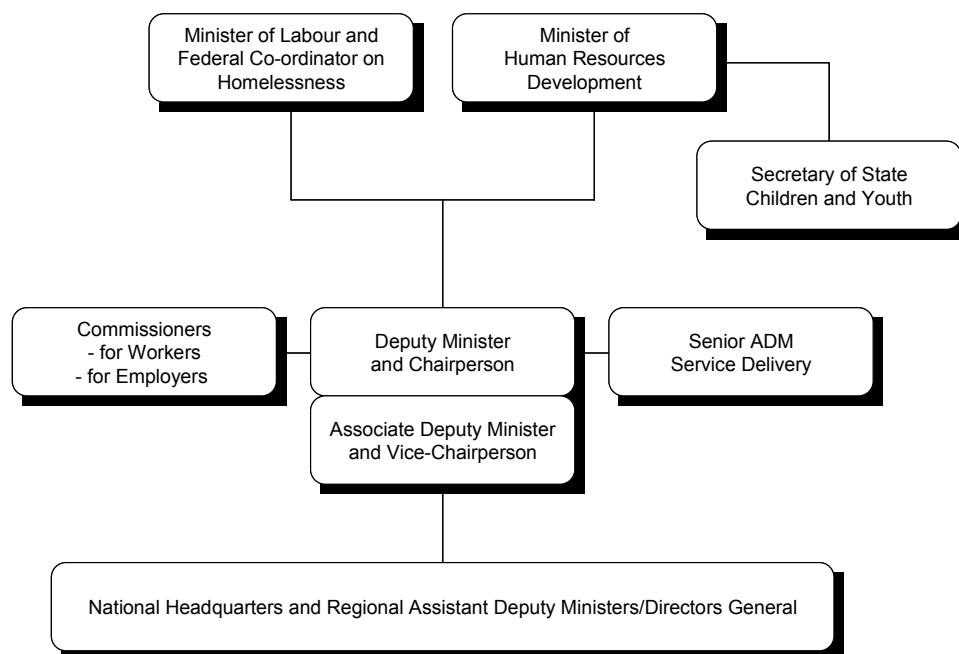 Minister of Labour and
Federal Co-ordinator on
Homelessness
Minister of
Human Resources
Development
Secretary of State
Children and Youth
Commissioners
- for Workers
- for Employers
Deputy Minister
and Chairperson
Senior ADM
Service Delivery
Associate Deputy Minister
and Vice-Chairperson
National Headquarters and Regional Assistant Deputy Ministers/Directors General